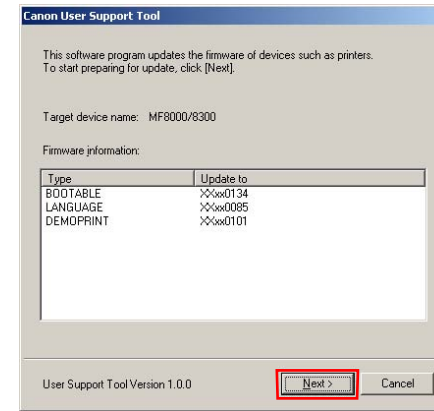 Canon User Support Tool
This software program updates the firmware of devices such as printers.
To start preparing for update, click [Next].
Target device name: MF8000/8300
Firmware information:
Type Update to
BOOTABLE XXxx0134
LANGUAGE XXxx0085
DEMOPRINT XXxx0101
User Support Tool Version 1.0.0 Next > Cancel